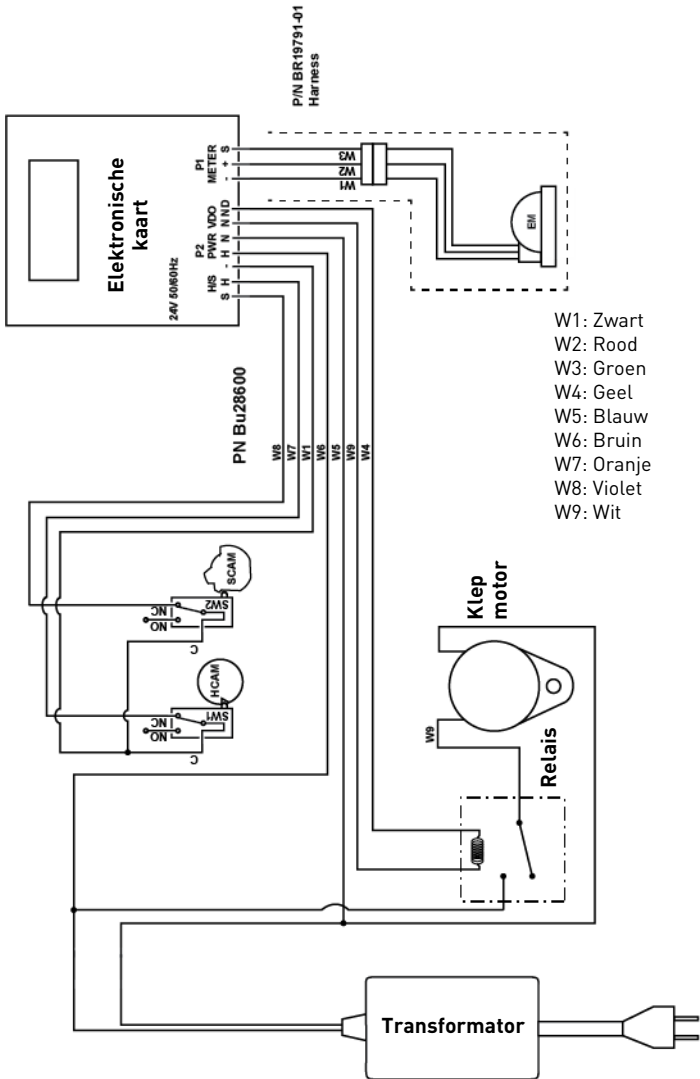 P/N BR19791-01
Harness
Elektronische
kaart
24V 50/60Hz
H/S
P2
PWR
VDO
P1
METER
S
H
-
H
N
N
ND
-
+
S
W1
W2
W3
EM
PN Bu28600
W8
W7
W1
W6
W5
W9
W4
W1: Zwart
W2: Rood
W3: Groen
W4: Geel
W5: Blauw
W6: Bruin
W7: Oranje
W8: Violet
W9: Wit
SCAM
SW2
NC
NO
C
HCAM
SW1
NC
NO
C
Klep
motor
W9
Relais
Transformator